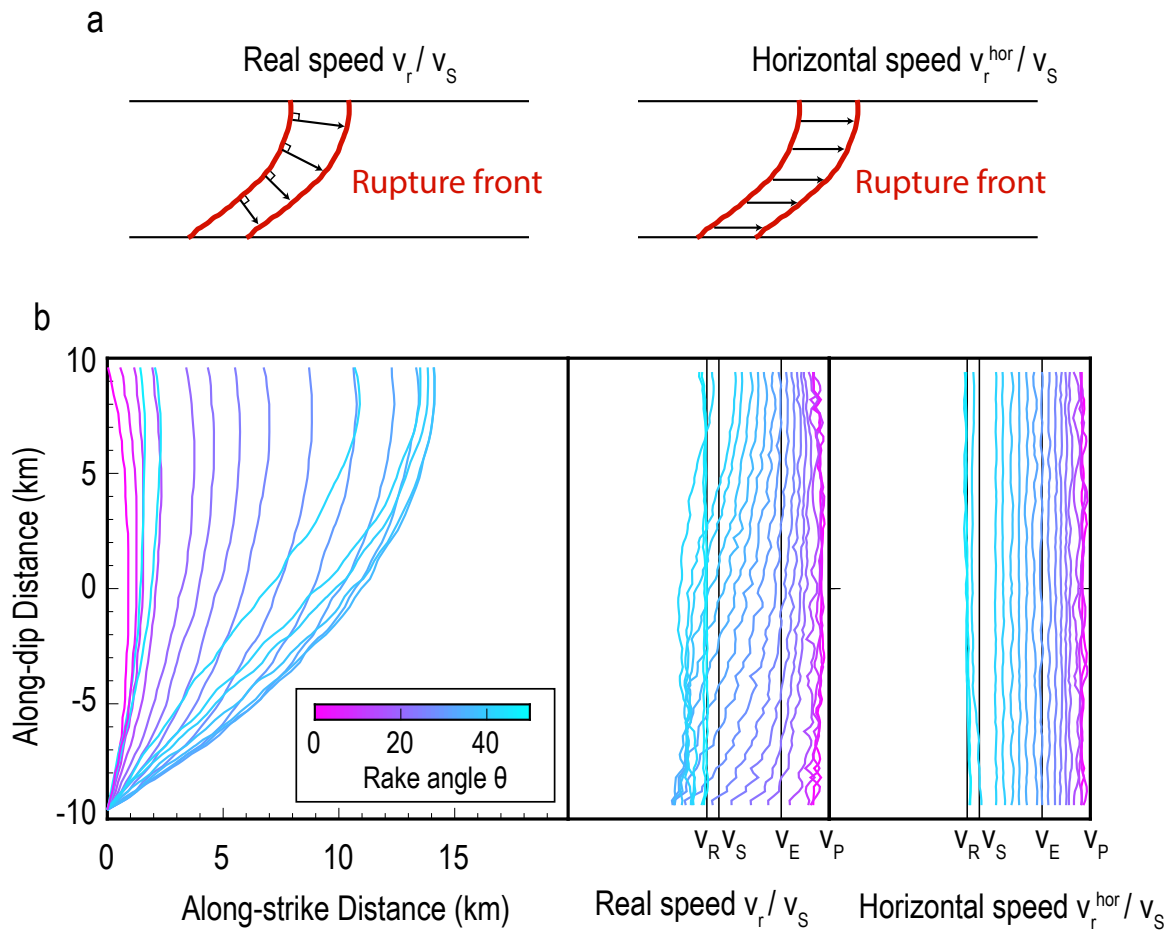 a
Real speed v_r / v_S
Horizontal speed v_r^hor / v_S
Rupture front
Rupture front
b
10
5
0
-5
-10
Along-dip Distance (km)
0
20
40
Rake angle θ
0
5
10
15
Along-strike Distance (km)
v_R v_S v_E v_P
Real speed v_r / v_S
v_R v_S v_E v_P
Horizontal speed v_r^hor / v_S